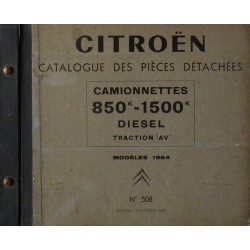 CITROËN
CATALOGUE DES PIÈCES DÉTACHÉES
CAMIONNETTES
850K-1500K
DIESEL
TRACTION AV
MODÈLES 1964
N° 508